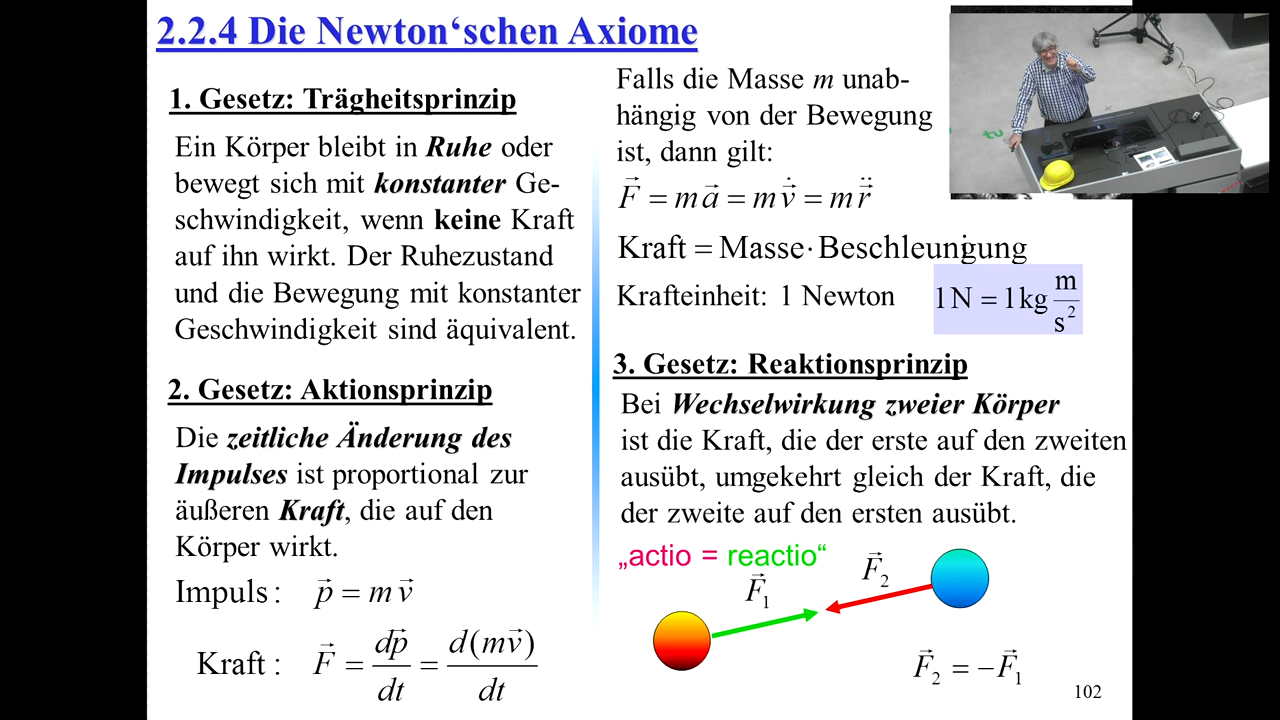 2.2.4 Die Newton‘schen Axiome
1. Gesetz: Trägheitsprinzip
Ein Körper bleibt in Ruhe oder
bewegt sich mit konstanter Ge-
schwindigkeit, wenn keine Kraft
auf ihn wirkt. Der Ruhezustand
und die Bewegung mit konstanter
Geschwindigkeit sind äquivalent.
2. Gesetz: Aktionsprinzip
Die zeitliche Änderung des
Impulses ist proportional zur
äußeren Kraft, die auf den
Körper wirkt.
Impuls : p⃗ = m v⃗
Kraft : F⃗ = dp⃗/dt = d(mv⃗)/dt
Falls die Masse m unab-
hängig von der Bewegung
ist, dann gilt:
F⃗ = m a⃗ = m v⃗̇ = m r⃗̈
Kraft = Masse · Beschleunigung
Krafteinheit: 1 Newton 1 N = 1 kg m/s²
3. Gesetz: Reaktionsprinzip
Bei Wechselwirkung zweier Körper
ist die Kraft, die der erste auf den zweiten
ausübt, umgekehrt gleich der Kraft, die
der zweite auf den ersten ausübt.
„actio = reactio“
F⃗₁
F⃗₂
F⃗₂ = −F⃗₁
102
tu